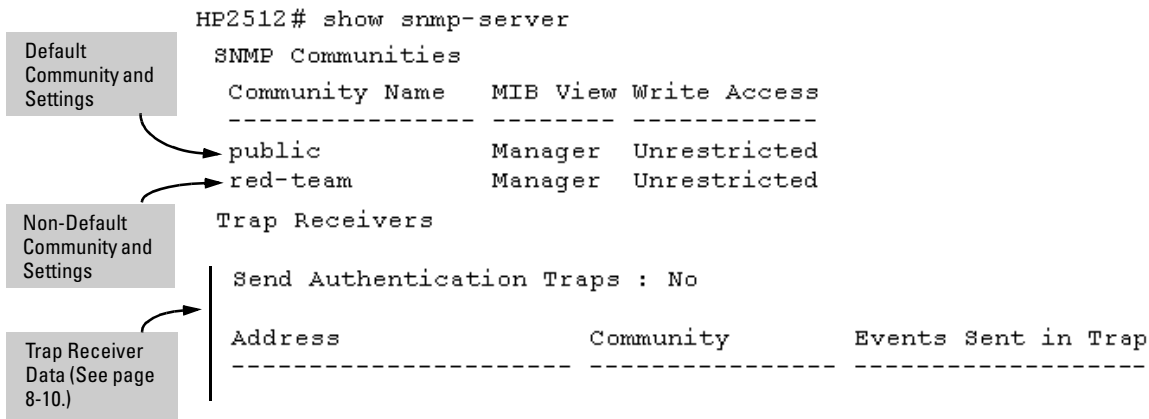 HP2512# show snmp-server
Default
Community and
Settings
SNMP Communities
Community Name MIB View Write Access
---------------- -------- ------------
public Manager Unrestricted
red-team Manager Unrestricted
Non-Default
Community and
Settings
Trap Receivers
Send Authentication Traps : No
Trap Receiver
Data (See page
8-10.)
Address Community Events Sent in Trap
---------------------- ---------------- -------------------